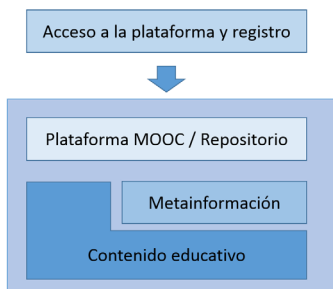 Acceso a la plataforma y registro
Plataforma MOOC / Repositorio
Metainformación
Contenido educativo